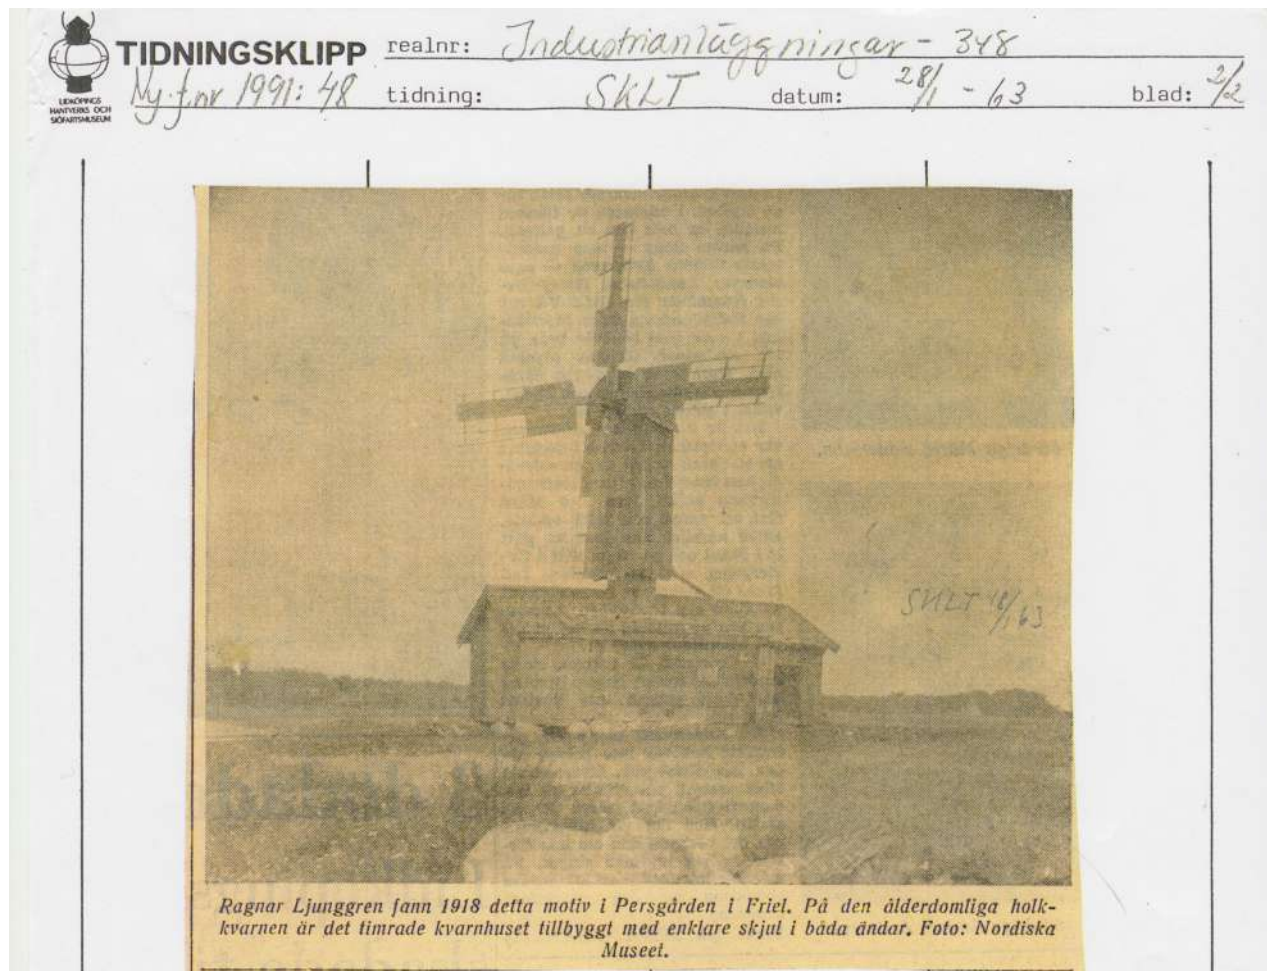 TIDNINGSKLIPP realnr: Industrianläggningar - 348
Ny.f.nr 1991:48 tidning: SKLT datum: 28/1 - 63 blad: 2/2
LIDKÖPINGS
HANTVERKS OCH
SJÖFARTSMUSEUM
SKLT /1 63
Ragnar Ljunggren fann 1918 detta motiv i Persgården i Friel. På den ålderdomliga holk-
kvarnen är det timrade kvarnhuset tillbyggt med enklare skjul i båda ändar. Foto: Nordiska
Museet.